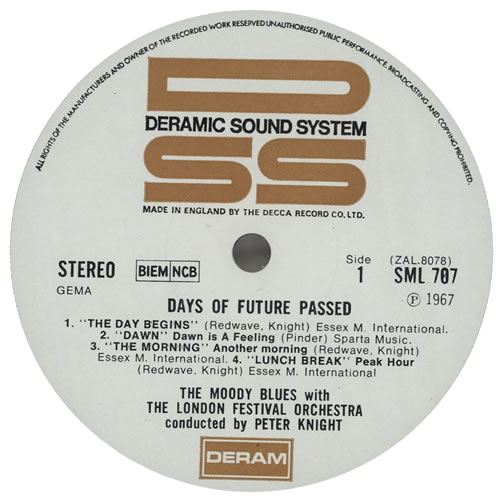 ALL RIGHTS OF THE MANUFACTURERS AND OWNER OF THE RECORDED WORK RESERVED UNAUTHORISED PUBLIC PERFORMANCE, BROADCASTING AND COPYING PROHIBITED.
D
DERAMIC SOUND SYSTEM
SS
MADE IN ENGLAND BY THE DECCA RECORD CO. LTD.
STEREO
BIEM NCB
GEMA
Side
1
(ZAL.8078)
SML 707
Ⓟ 1967
DAYS OF FUTURE PASSED
1. "THE DAY BEGINS" (Redwave, Knight) Essex M. International.
2. "DAWN" Dawn is A Feeling (Pinder) Sparta Music.
3. "THE MORNING" Another morning (Redwave, Knight)
Essex M. International. 4. "LUNCH BREAK" Peak Hour
(Redwave, Knight) Essex M. International
THE MOODY BLUES with
THE LONDON FESTIVAL ORCHESTRA
conducted by PETER KNIGHT
DERAM